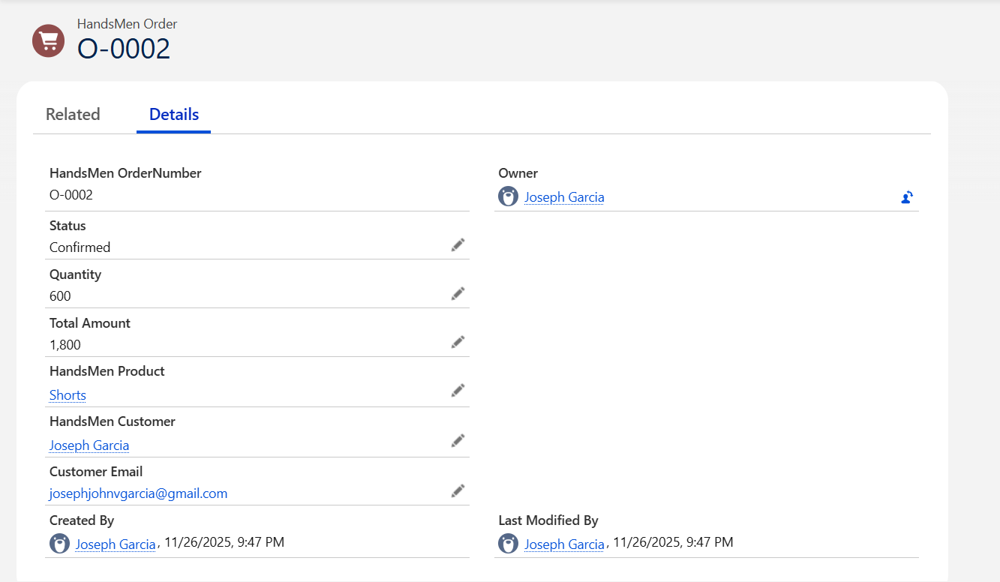 HandsMen Order
O-0002
Related Details
HandsMen OrderNumber
O-0002
Owner
Joseph Garcia
Status
Confirmed
Quantity
600
Total Amount
1,800
HandsMen Product
Shorts
HandsMen Customer
Joseph Garcia
Customer Email
josephjohnvgarcia@gmail.com
Created By
Joseph Garcia, 11/26/2025, 9:47 PM
Last Modified By
Joseph Garcia, 11/26/2025, 9:47 PM